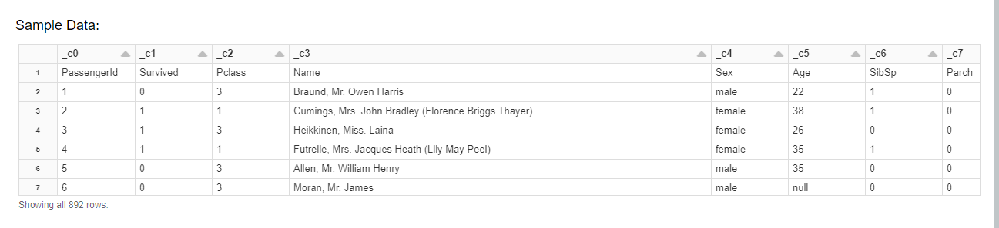 Sample Data:
_c0 _c1 _c2 _c3 _c4 _c5 _c6 _c7
1 PassengerId Survived Pclass Name Sex Age SibSp Parch
2 1 0 3 Braund, Mr. Owen Harris male 22 1 0
3 2 1 1 Cumings, Mrs. John Bradley (Florence Briggs Thayer) female 38 1 0
4 3 1 3 Heikkinen, Miss. Laina female 26 0 0
5 4 1 1 Futrelle, Mrs. Jacques Heath (Lily May Peel) female 35 1 0
6 5 0 3 Allen, Mr. William Henry male 35 0 0
7 6 0 3 Moran, Mr. James male null 0 0
Showing all 892 rows.